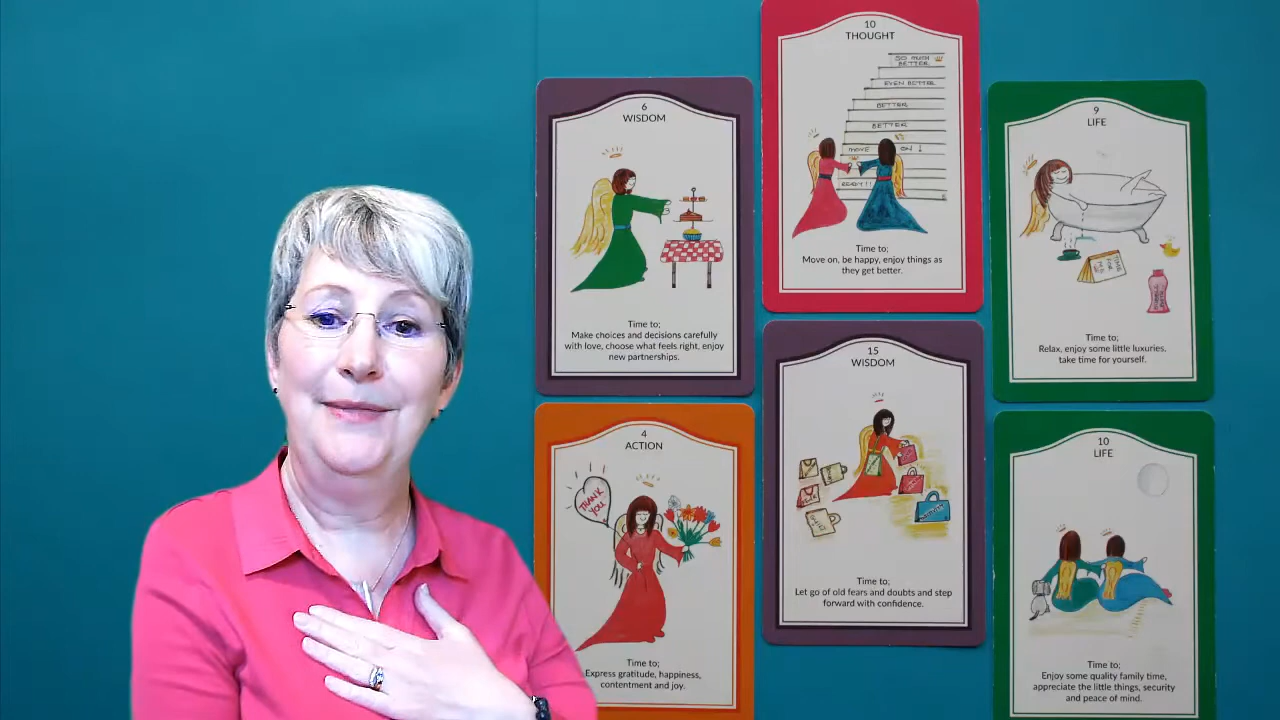 6
WISDOM
Time to;
Make choices and decisions carefully
with love, choose what feels right, enjoy
new partnerships.
10
THOUGHT
SO MUCH
BETTER
EVEN BETTER
BETTER
BETTER
MOVE ON !
READY!!
Time to;
Move on, be happy, enjoy things as
they get better.
9
LIFE
Time to;
Relax, enjoy some little luxuries,
take time for yourself.
4
ACTION
THANK
YOU
Time to;
Express gratitude, happiness,
contentment and joy.
15
WISDOM
Time to;
Let go of old fears and doubts and step
forward with confidence.
10
LIFE
Time to;
Enjoy some quality family time,
appreciate the little things, security
and peace of mind.